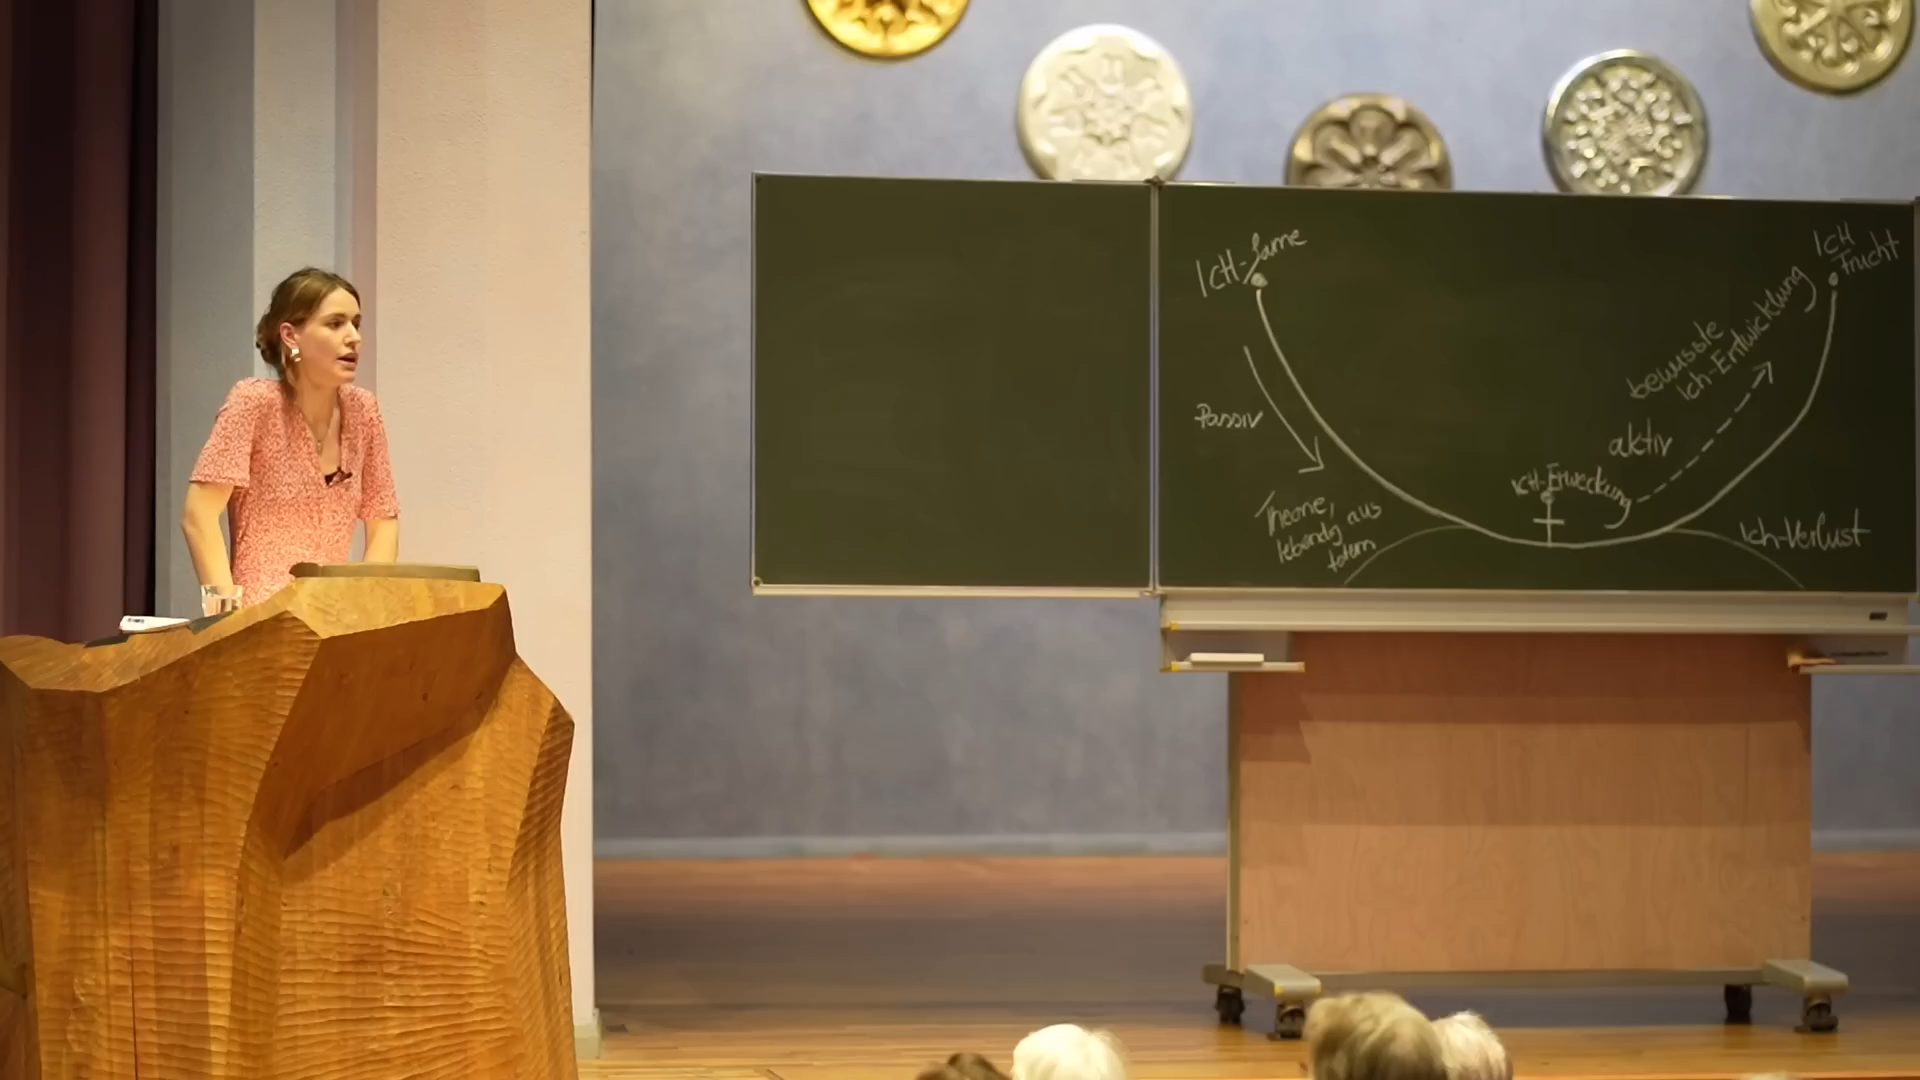 ICH-Same
ICH
Frucht
bewusste
Ich-Entwicklung
Passiv
aktiv
ICH-Erweckung
Theorie,
lebendig aus
totem
Ich-Verlust